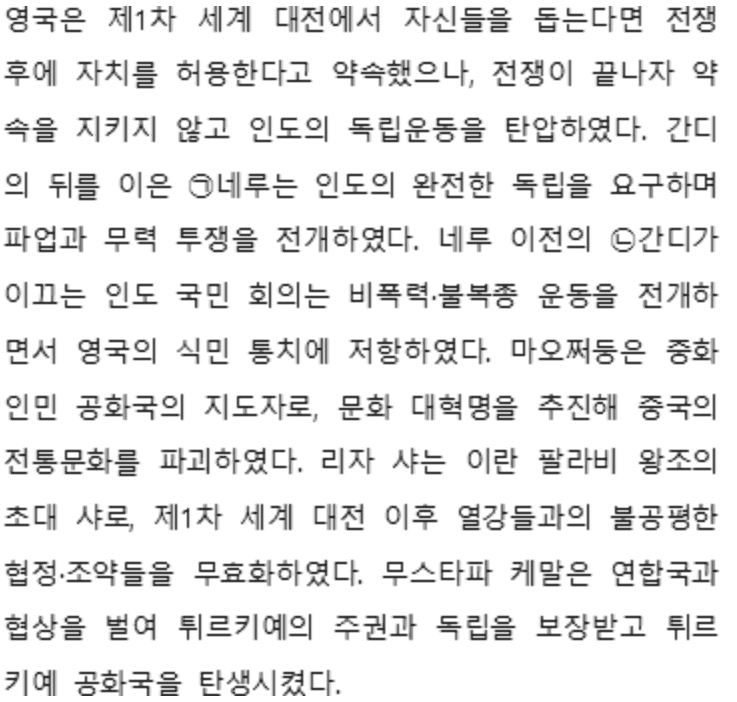 영국은 제1차 세계 대전에서 자신들을 돕는다면 전쟁
후에 자치를 허용한다고 약속했으나, 전쟁이 끝나자 약
속을 지키지 않고 인도의 독립운동을 탄압하였다. 간디
의 뒤를 이은 ㉠네루는 인도의 완전한 독립을 요구하며
파업과 무력 투쟁을 전개하였다. 네루 이전의 ㉡간디가
이끄는 인도 국민 회의는 비폭력·불복종 운동을 전개하
면서 영국의 식민 통치에 저항하였다. 마오쩌둥은 중화
인민 공화국의 지도자로, 문화 대혁명을 추진해 중국의
전통문화를 파괴하였다. 리자 샤는 이란 팔라비 왕조의
초대 샤로, 제1차 세계 대전 이후 열강들과의 불공평한
협정·조약들을 무효화하였다. 무스타파 케말은 연합국과
협상을 벌여 튀르키예의 주권과 독립을 보장받고 튀르
키예 공화국을 탄생시켰다.